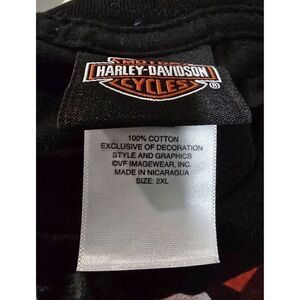 MOTOR
HARLEY-DAVIDSON
CYCLES ®
100% COTTON
EXCLUSIVE OF DECORATION
STYLE AND GRAPHICS
©VF IMAGEWEAR, INC.
MADE IN NICARAGUA
SIZE: 2XL